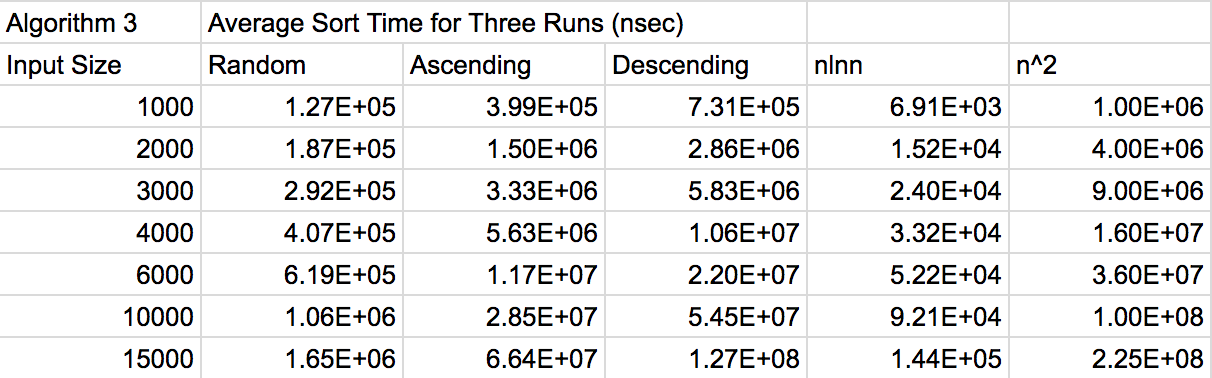 Algorithm 3 Average Sort Time for Three Runs (nsec)
Input Size Random Ascending Descending nlnn n^2
1000 1.27E+05 3.99E+05 7.31E+05 6.91E+03 1.00E+06
2000 1.87E+05 1.50E+06 2.86E+06 1.52E+04 4.00E+06
3000 2.92E+05 3.33E+06 5.83E+06 2.40E+04 9.00E+06
4000 4.07E+05 5.63E+06 1.06E+07 3.32E+04 1.60E+07
6000 6.19E+05 1.17E+07 2.20E+07 5.22E+04 3.60E+07
10000 1.06E+06 2.85E+07 5.45E+07 9.21E+04 1.00E+08
15000 1.65E+06 6.64E+07 1.27E+08 1.44E+05 2.25E+08